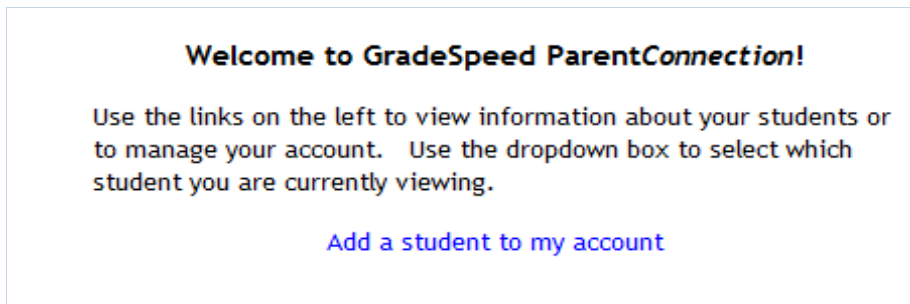 Welcome to GradeSpeed ParentConnection!
Use the links on the left to view information about your students or
to manage your account.   Use the dropdown box to select which
student you are currently viewing.
Add a student to my account